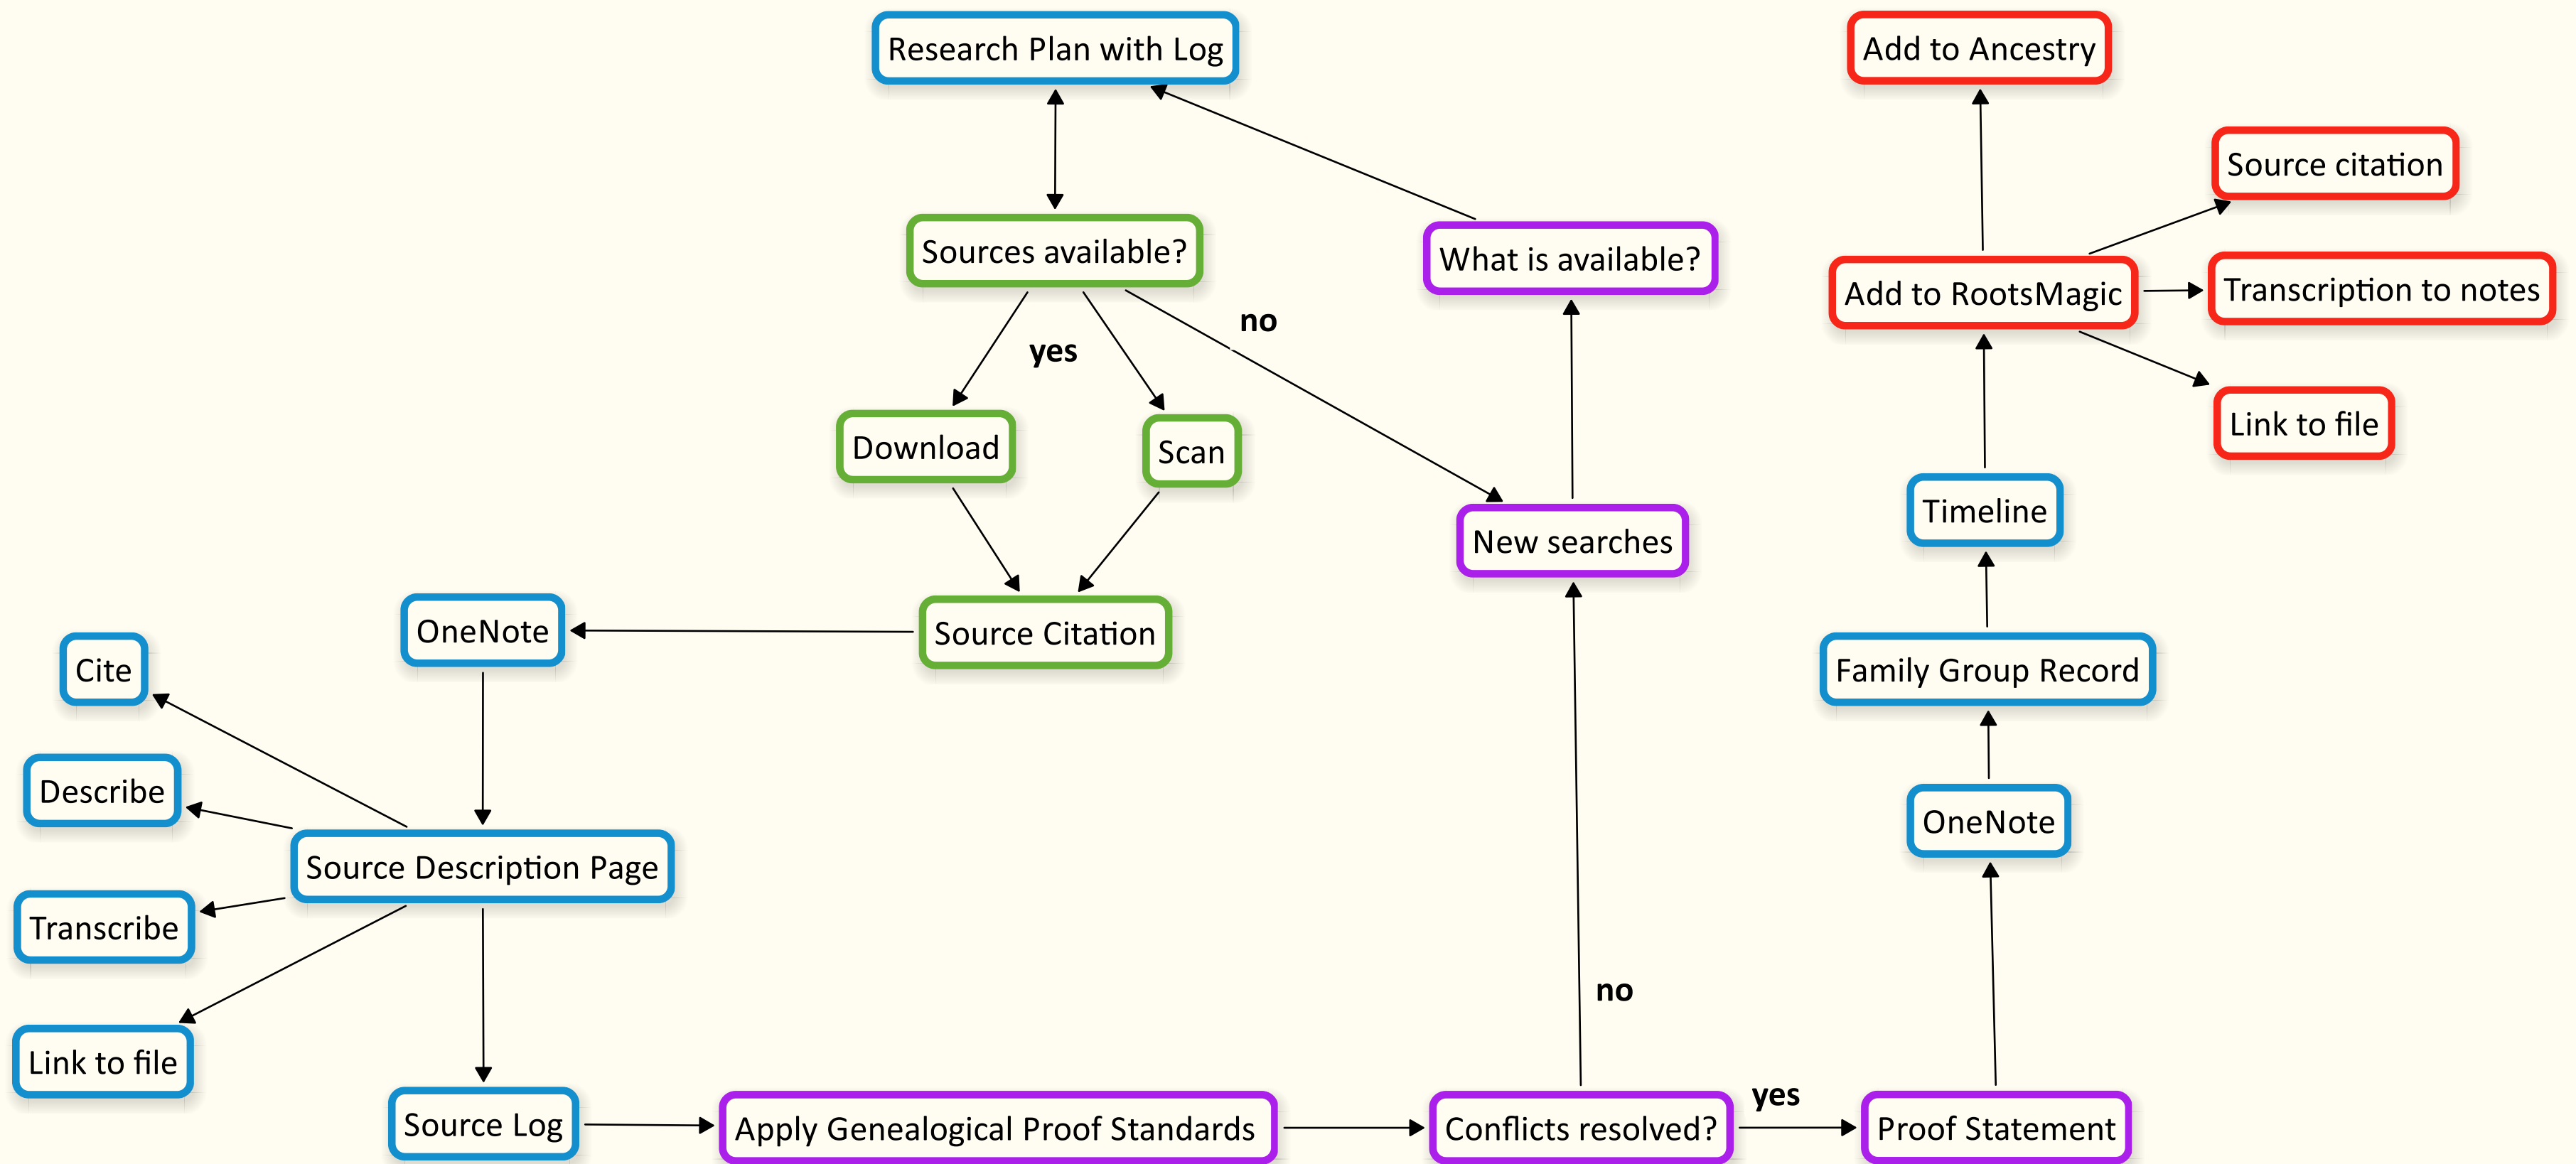 Research Plan with Log
Add to Ancestry
Source citation
Sources available?
What is available?
Add to RootsMagic
Transcription to notes
no
yes
Download
Scan
Link to file
New searches
Timeline
OneNote
Source Citation
Cite
Family Group Record
Describe
OneNote
Source Description Page
Transcribe
no
Link to file
Source Log
Apply Genealogical Proof Standards
Conflicts resolved?
yes
Proof Statement